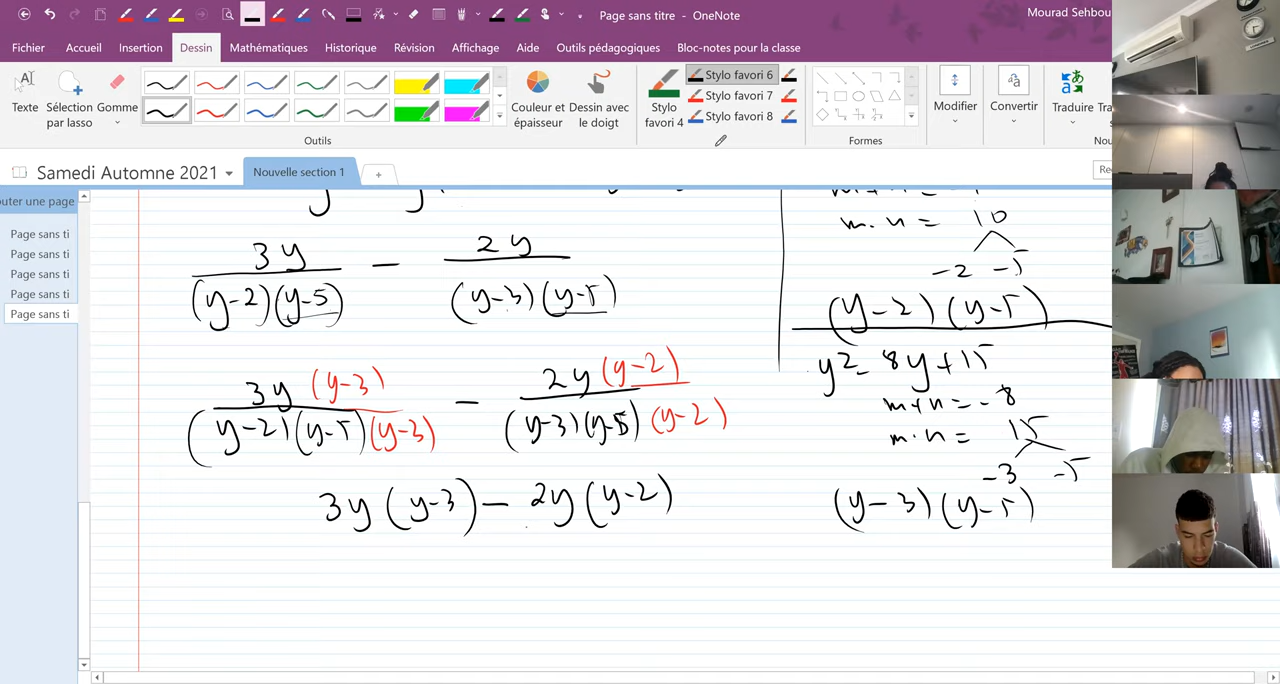 Page sans titre - OneNote
Mourad Sehbou
Fichier Accueil Insertion Dessin Mathématiques Historique Révision Affichage Aide Outils pédagogiques Bloc-notes pour la classe
Texte
Sélection par lasso
Gomme
Outils
Couleur et épaisseur
Dessin avec le doigt
Stylo favori 4
Stylo favori 6
Stylo favori 7
Stylo favori 8
Formes
Modifier
Convertir
Traduire
Samedi Automne 2021
Nouvelle section 1
outer une page
Page sans ti
Page sans ti
Page sans ti
Page sans ti
Page sans ti
3y / (y-2)(y-5) - 2y / (y-3)(y-5)
3y (y-3) / (y-2)(y-5)(y-3) - 2y (y-2) / (y-3)(y-5)(y-2)
3y (y-3) - 2y (y-2)
m·n = 10
-2 -5
(y-2)(y-5)
y2-8y+15
m+n=-8
m·n = 15
-3 -5
(y-3)(y-5)